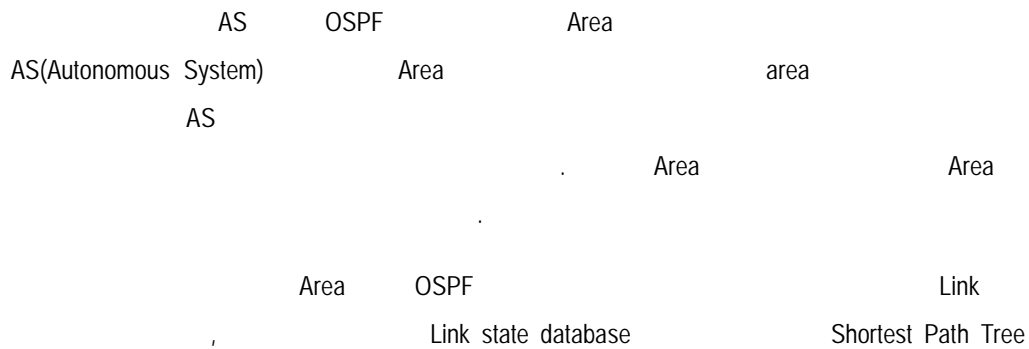 AS OSPF Area
AS(Autonomous System) Area area
AS
. Area Area
.
Area OSPF Link
, Link state database Shortest Path Tree